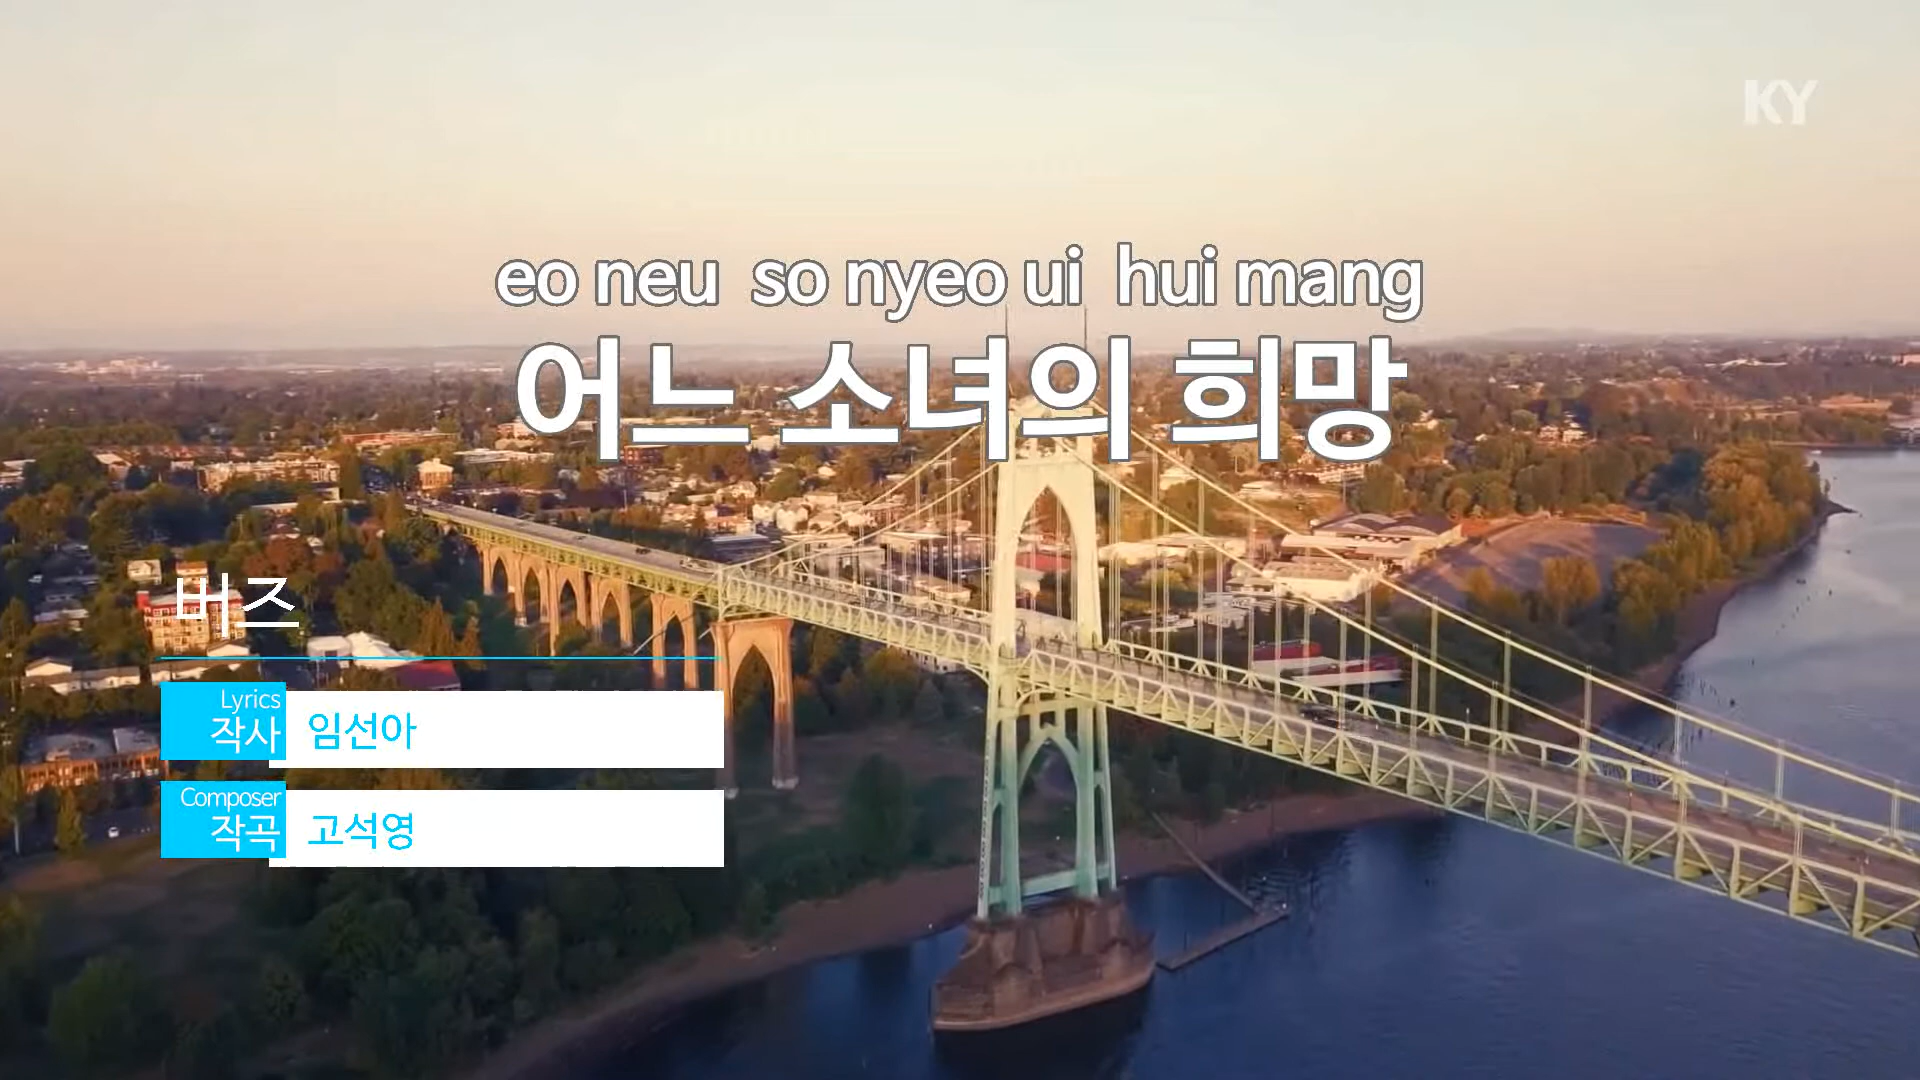 KY
eo neu so nyeo ui hui mang
어느 소녀의 희망
버즈
Lyrics
작사 임선아
Composer
작곡 고석영